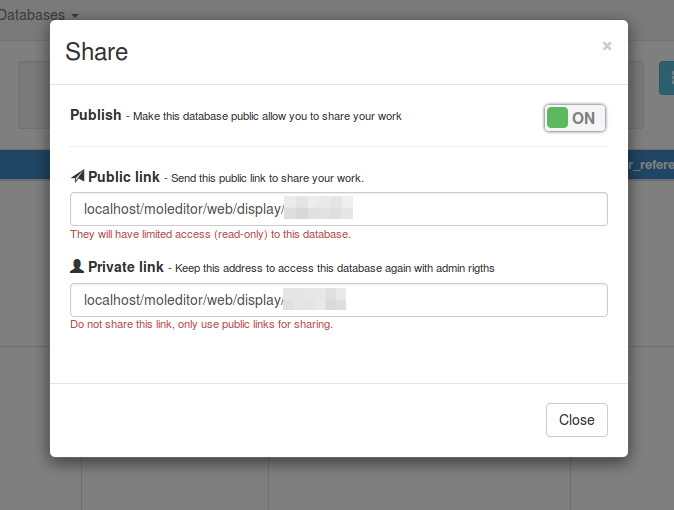 Databases
Share
×
Publish - Make this database public allow you to share your work
ON
Public link - Send this public link to share your work.
localhost/moleditor/web/display/
They will have limited access (read-only) to this database.
r_refere
Private link - Keep this address to access this database again with admin rigths
localhost/moleditor/web/display/
Do not share this link, only use public links for sharing.
Close